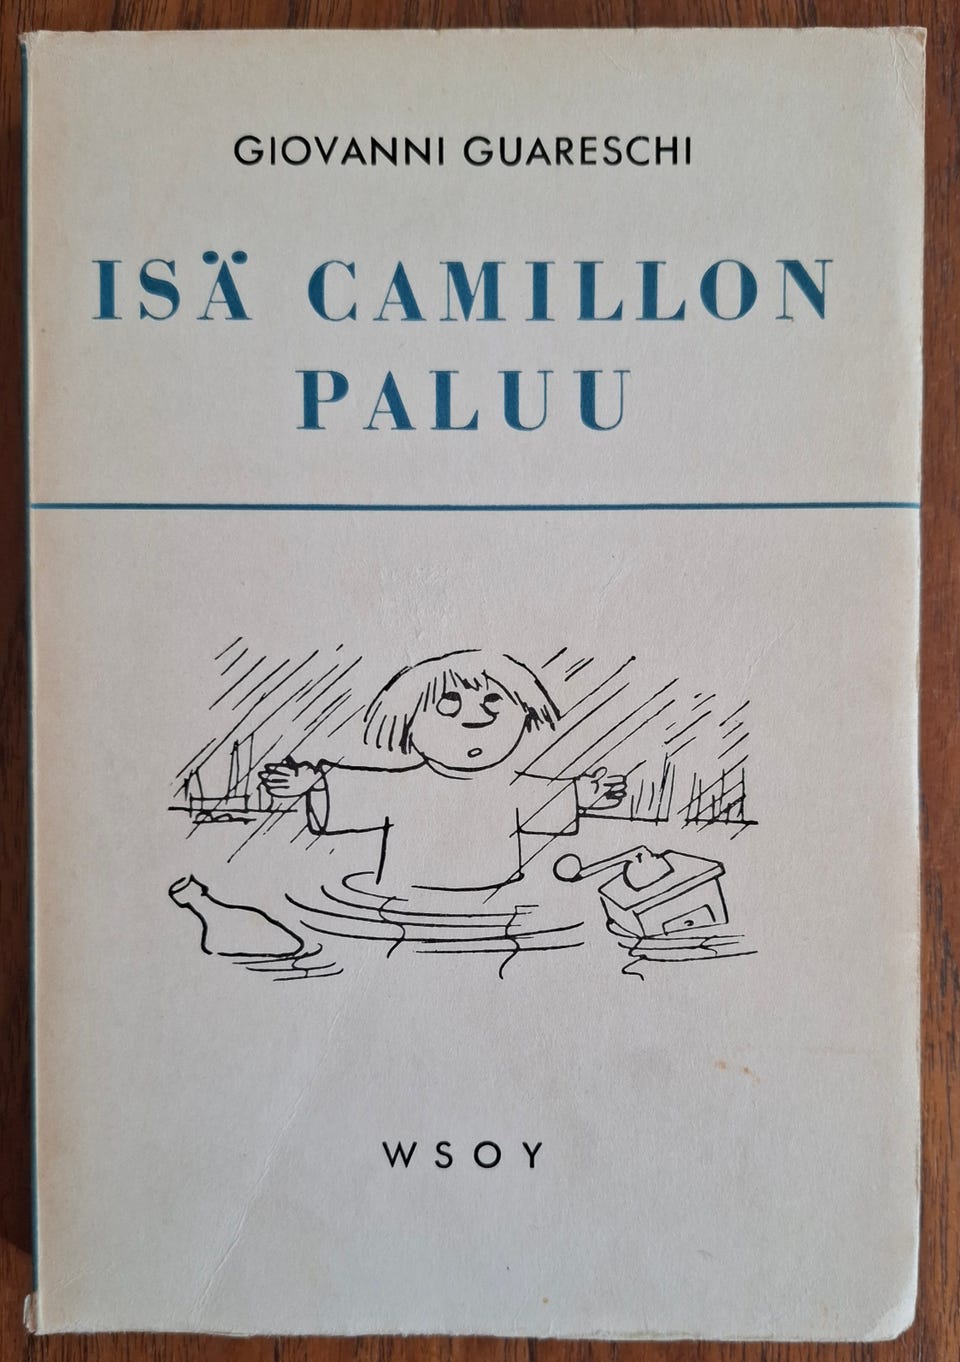 GIOVANNI GUARESCHI
ISÄ CAMILLON
PALUU
WSOY